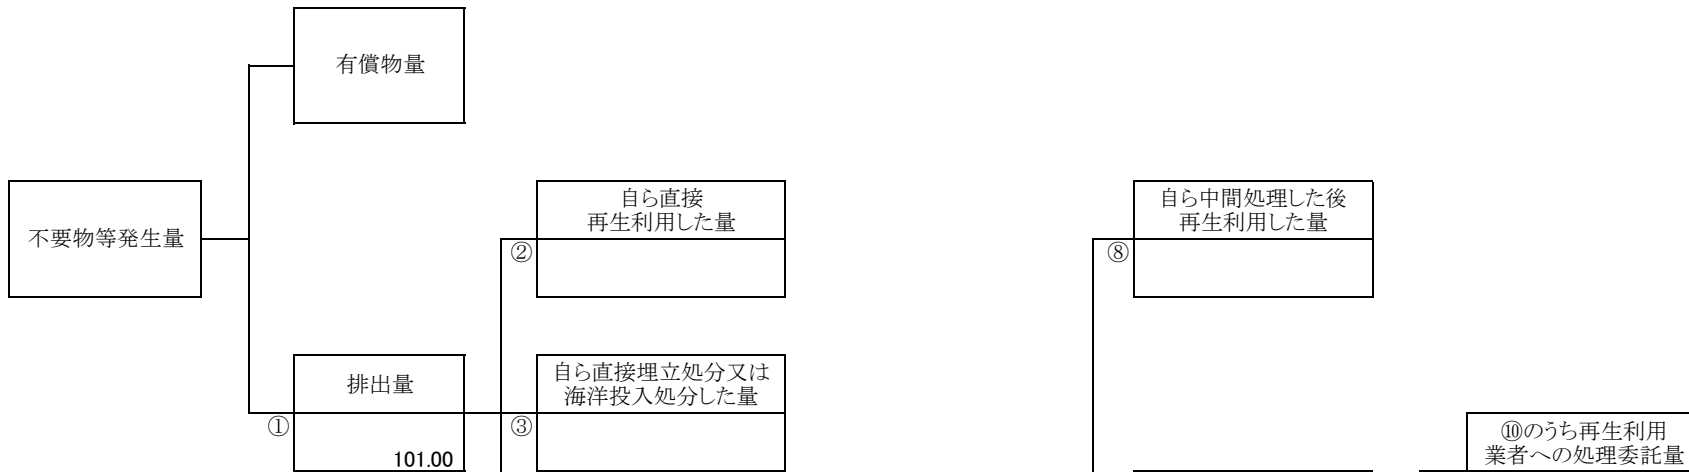 有償物量
不要物等発生量
自ら直接
再生利用した量
②
自ら中間処理した後
再生利用した量
⑧
排出量
①
101.00
自ら直接埋立処分又は
海洋投入処分した量
③
⑩のうち再生利用
業者への処理委託量